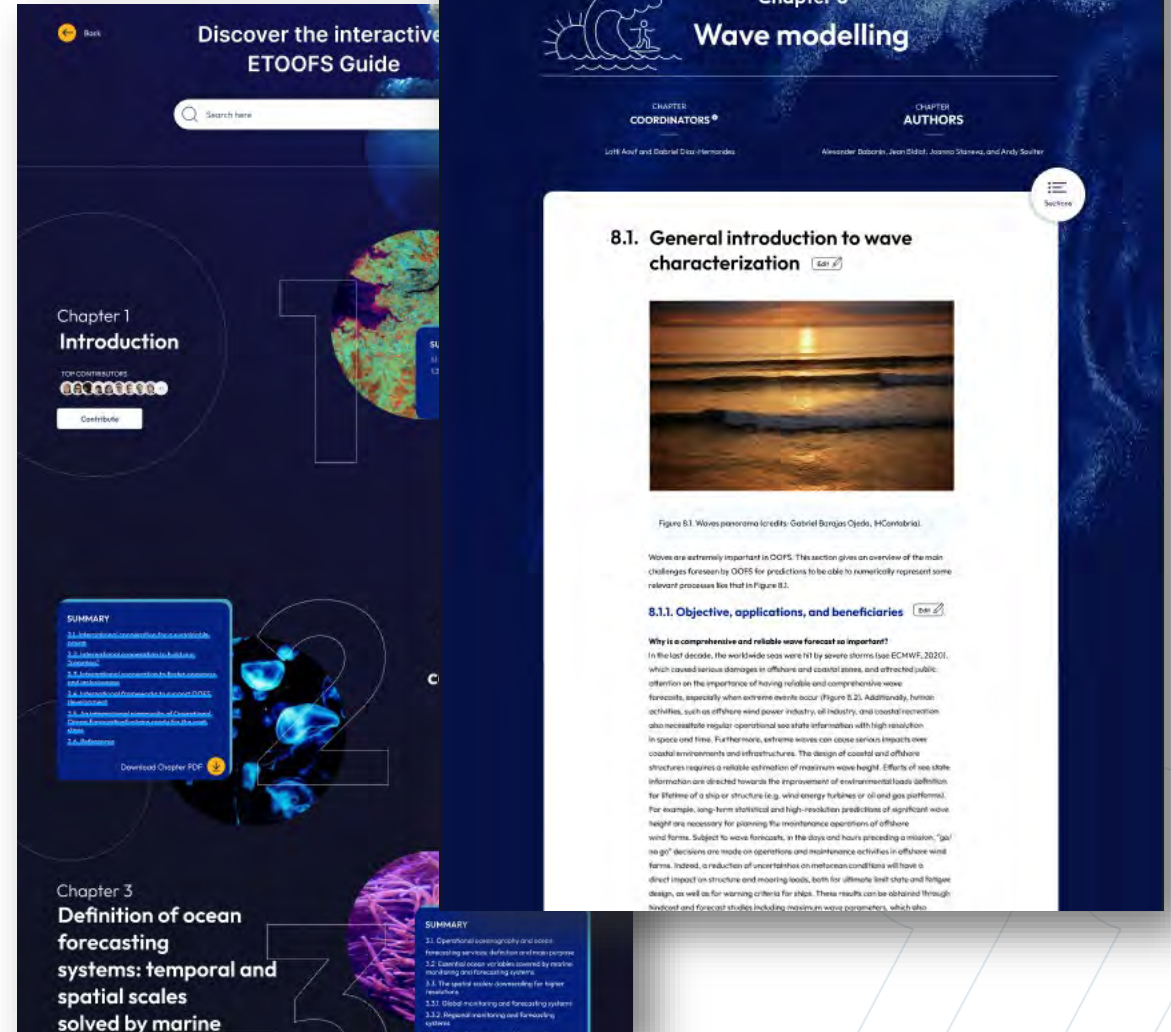 Back
Discover the interactive
ETOOFS Guide
Search here
Chapter 1
Introduction
TOP CONTRIBUTORS
Contribute
1
SUMMARY
3.6. References
Download Chapter PDF
2
Chapter 3
Definition of ocean
forecasting
systems: temporal and
spatial scales
solved by marine
3
SUMMARY
3.1. Operational oceanography and ocean
forecasting services: definition and main purpose
3.2. Essential ocean variables covered by marine
monitoring and forecasting systems
3.3. The spatial scales: downscaling for higher
resolutions
3.3.1. Global monitoring and forecasting systems
3.3.2. Regional monitoring and forecasting
systems
Wave modelling
CHAPTER
COORDINATORS
Lotfi Aouf and Gabriel Diaz-Hernandez
CHAPTER
AUTHORS
Alexander Babanin, Jean Bidlot, Joanna Staneva, and Andy Saulter
Sections
8.1. General introduction to wave
characterization Edit
Figure 8.1. Waves panorama (credits: Gabriel Barajas Ojeda, IHCantabria).
Waves are extremely important in OOFS. This section gives an overview of the main
challenges foreseen by OOFS for predictions to be able to numerically represent some
relevant processes like that in Figure 8.1.
8.1.1. Objective, applications, and beneficiaries Edit
Why is a comprehensive and reliable wave forecast so important?
In the last decade, the worldwide seas were hit by severe storms (see ECMWF, 2020),
which caused serious damages in offshore and coastal zones, and attracted public
attention on the importance of having reliable and comprehensive wave
forecasts, especially when extreme events occur (Figure 8.2). Additionally, human
activities, such as offshore wind power industry, oil industry, and coastal recreation
also necessitate regular operational sea state information with high resolution
in space and time. Furthermore, extreme waves can cause serious impacts over
coastal environments and infrastructures. The design of coastal and offshore
structures requires a reliable estimation of maximum wave height. Efforts of sea state
information are directed towards the improvement of environmental loads definition
for lifetime of a ship or structure (e.g. wind energy turbines or oil and gas platforms).
For example, long-term statistical and high-resolution predictions of significant wave
height are necessary for planning the maintenance operations of offshore
wind farms. Subject to wave forecasts, in the days and hours preceding a mission, "go/
no go" decisions are made on operations and maintenance activities in offshore wind
farms. Indeed, a reduction of uncertainties on metocean conditions will have a
direct impact on structure and mooring loads, both for ultimate limit state and fatigue
design, as well as for warning criteria for ships. These results can be obtained through
hindcast and forecast studies including maximum wave parameters, which also